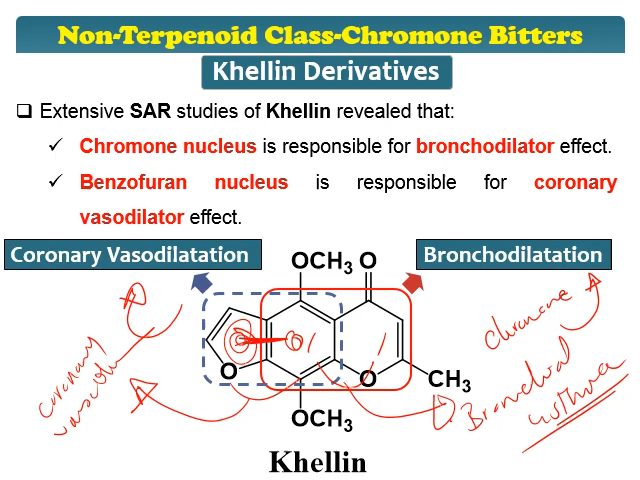 Non-Terpenoid Class-Chromone Bitters
Khellin Derivatives
❑ Extensive SAR studies of Khellin revealed that:
✓ Chromone nucleus is responsible for bronchodilator effect.
✓ Benzofuran nucleus is responsible for coronary
vasodilator effect.
Coronary Vasodilatation
Bronchodilatation
OCH3 O
O
O
CH3
OCH3
coronary
chromone
Bronchial
asthma
Khellin